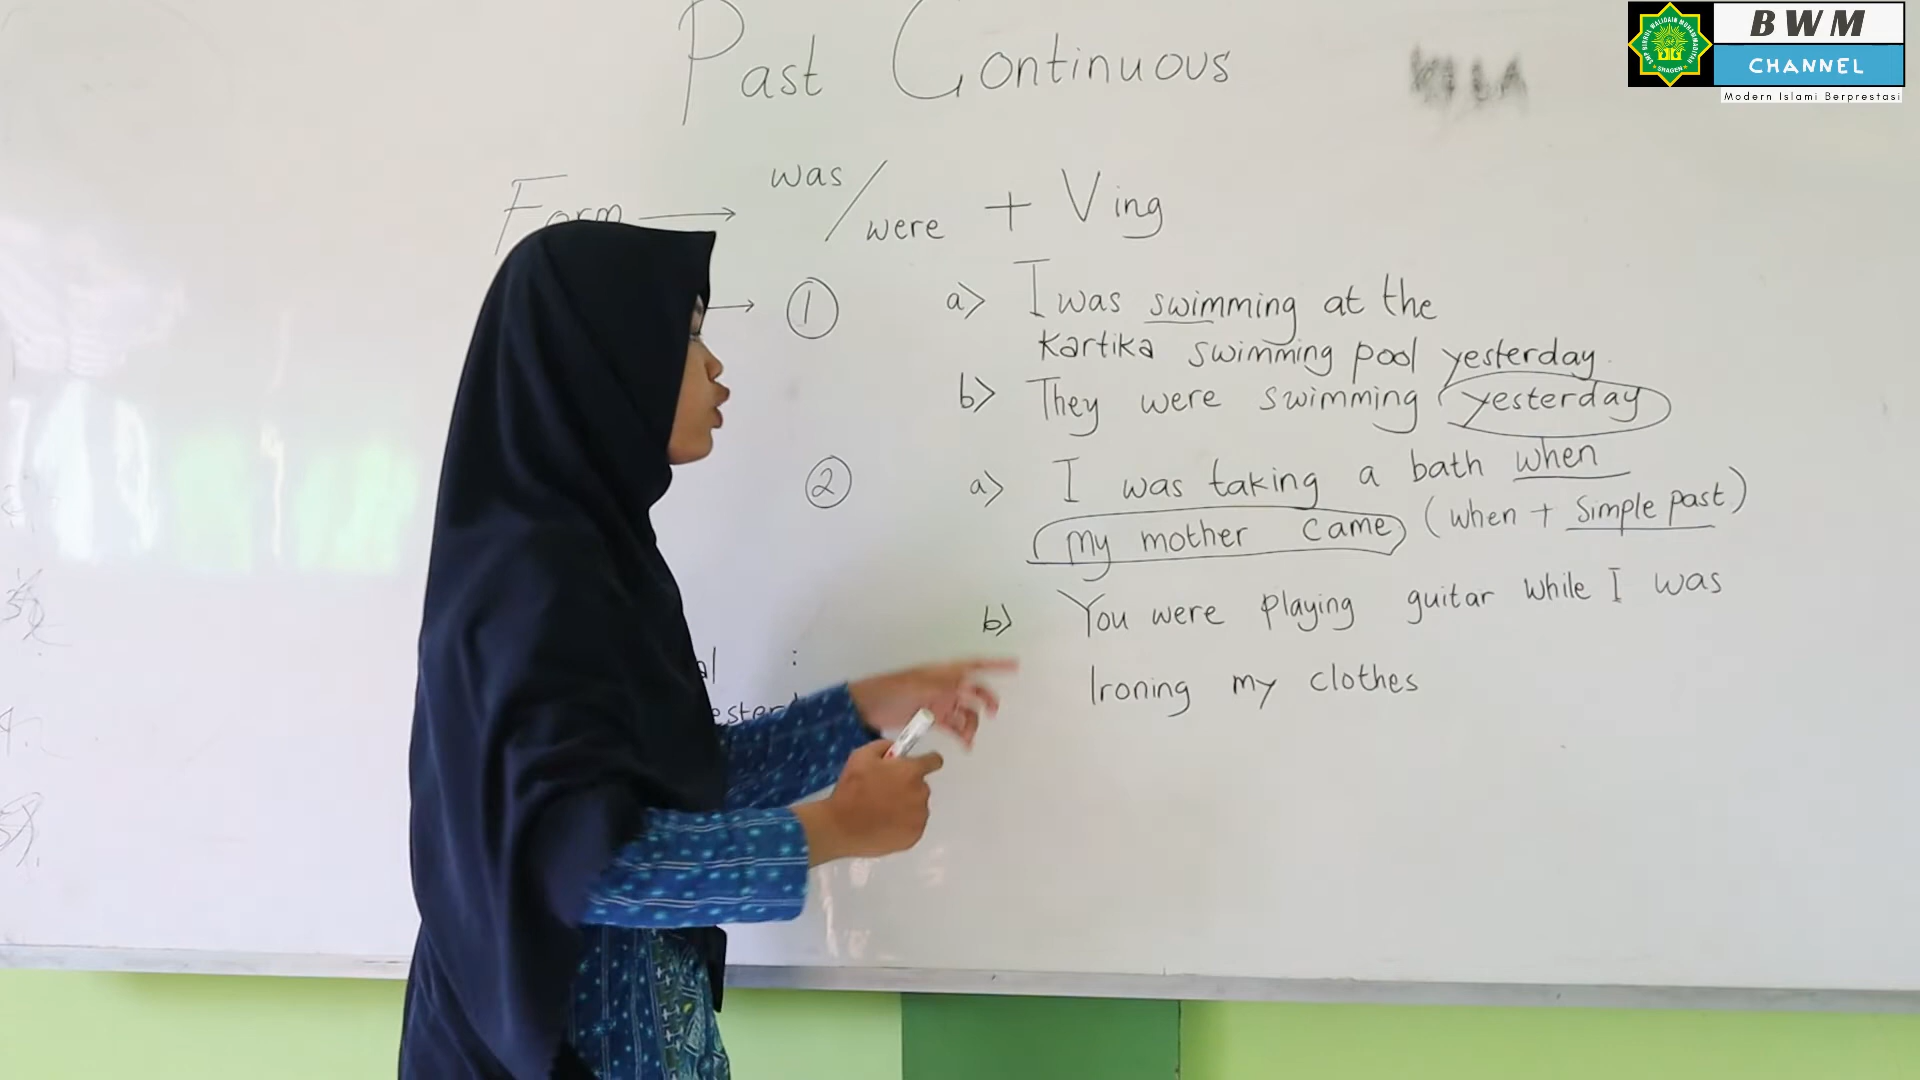 Past Continuous
BWM
CHANNEL
Modern Islami Berprestasi
Form → was/were + Ving
→ ① a> I was swimming at the
Kartika swimming pool yesterday.
b> They were swimming yesterday
② a> I was taking a bath when
my mother came (when + simple past)
b> You were playing guitar while I was
Ironing my clothes